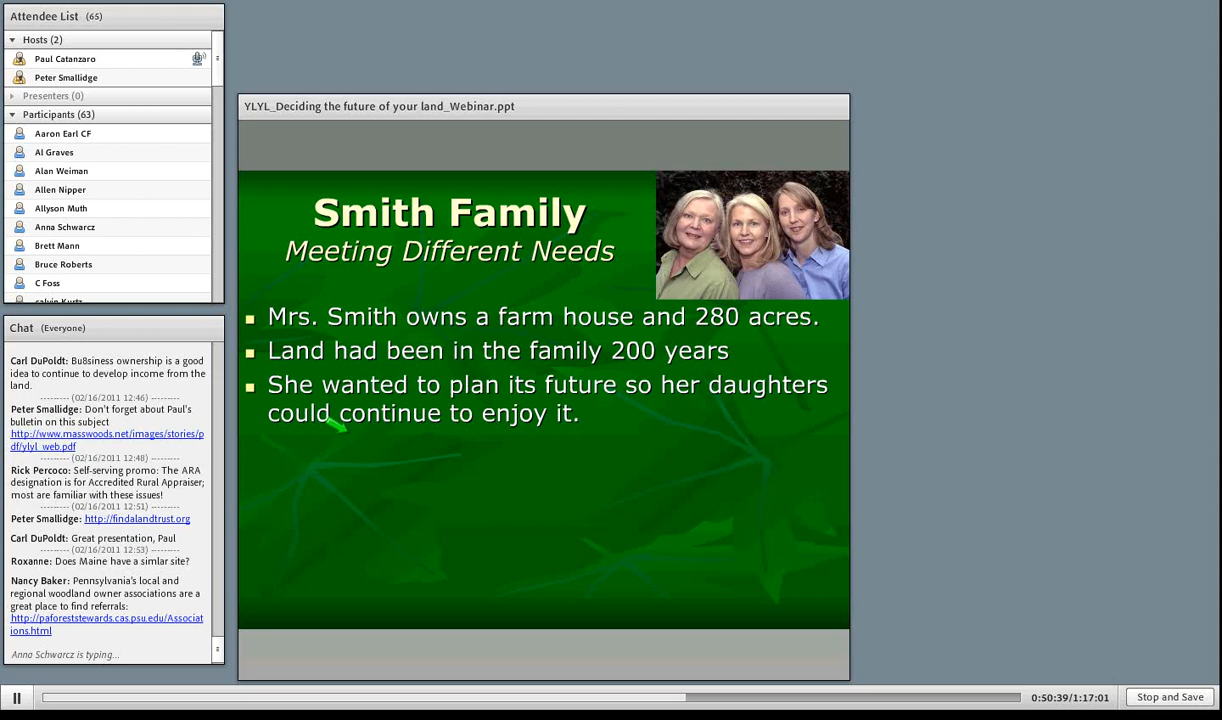 Attendee List (65)
Hosts (2)
Paul Catanzaro
Peter Smallidge
Presenters (0)
Participants (63)
Aaron Earl CF
Al Graves
Alan Weiman
Allen Nipper
Allyson Muth
Anna Schwarcz
Brett Mann
Bruce Roberts
C Foss
calvin Kurtz
Chat (Everyone)
Carl DuPoldt: Bu8siness ownership is a good
idea to continue to develop income from the
land.
--------- (02/16/2011 12:46) ---------
Peter Smallidge: Don't forget about Paul's
bulletin on this subject
http://www.masswoods.net/images/stories/p
df/ylyl_web.pdf
--------- (02/16/2011 12:48) ---------
Rick Percoco: Self-serving promo: The ARA
designation is for Accredited Rural Appraiser;
most are familiar with these issues!
--------- (02/16/2011 12:51) ---------
Peter Smallidge: http://findalandtrust.org
Carl DuPoldt: Great presentation, Paul
--------- (02/16/2011 12:53) ---------
Roxanne: Does Maine have a simlar site?
Nancy Baker: Pennsylvania's local and
regional woodland owner associations are a
great place to find referrals:
http://paforeststewards.cas.psu.edu/Associat
ions.html
Anna Schwarcz is typing...
YLYL_Deciding the future of your land_Webinar.ppt
Smith Family
Meeting Different Needs
Mrs. Smith owns a farm house and 280 acres.
Land had been in the family 200 years
She wanted to plan its future so her daughters
could continue to enjoy it.
0:50:39/1:17:01
Stop and Save